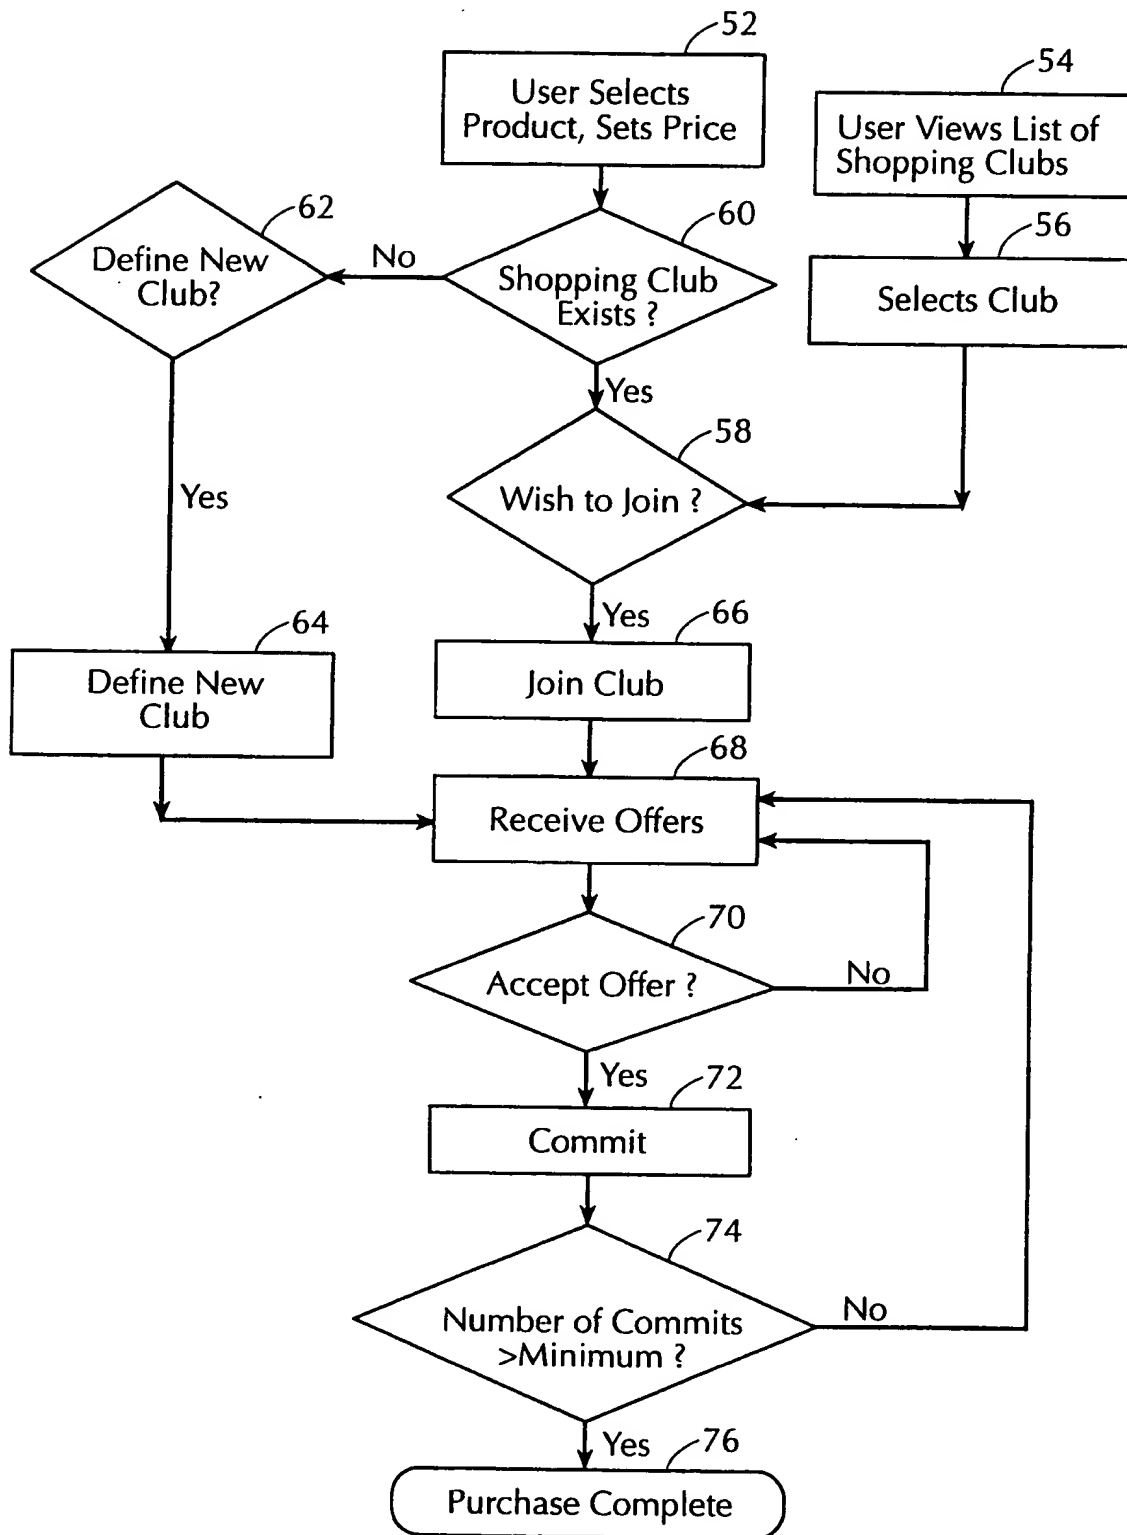 52
User Selects
Product, Sets Price
54
User Views List of
Shopping Clubs
56
Selects Club
60
Shopping Club
Exists ?
No
Yes
62
Define New
Club?
Yes
58
Wish to Join ?
Yes
64
Define New
Club
66
Join Club
68
Receive Offers
70
Accept Offer ?
No
Yes
72
Commit
74
Number of Commits
>Minimum ?
No
Yes
76
Purchase Complete